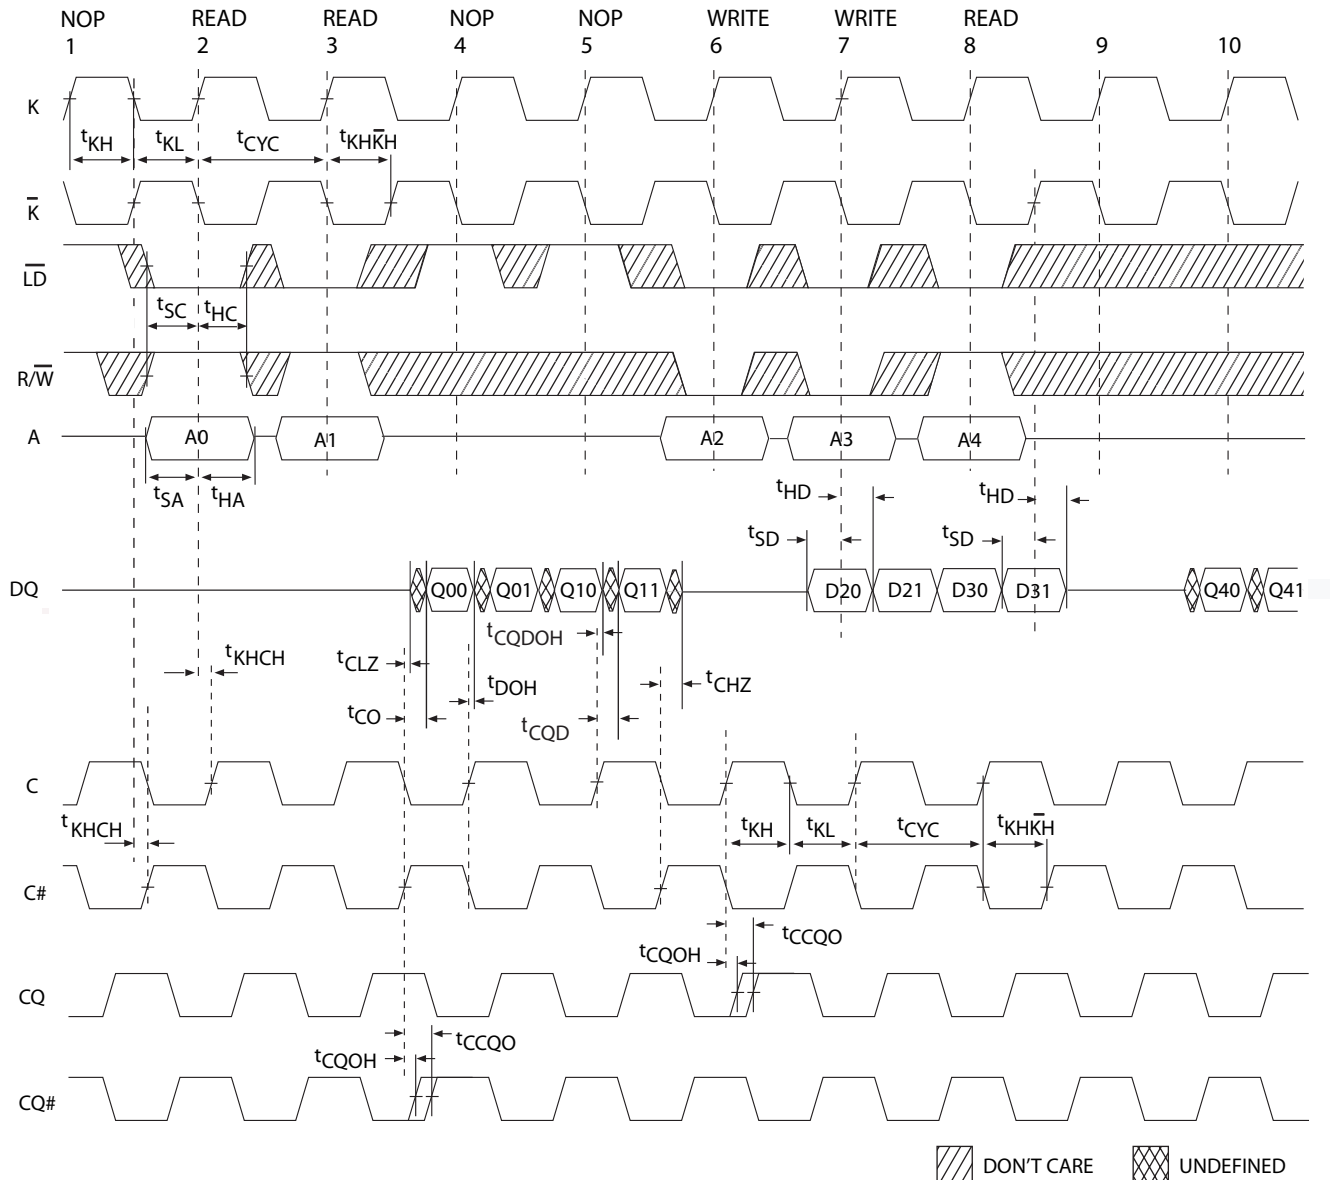 NOP READ READ NOP NOP WRITE WRITE READ
1 2 3 4 5 6 7 8 9 10
K
tKH tKL tCYC tKHK̅H
K̅
L̅D̅
tSC tHC
R/W̅
A A0 A1 A2 A3 A4
tSA tHA tHD tHD
tSD tSD
DQ Q00 Q01 Q10 Q11 D20 D21 D30 D31 Q40 Q41
tCQDOH
tKHCH tCLZ tDOH tCHZ
tCO tCQD
C
tKHCH tKH tKL tCYC tKHK̅H
C#
tCCQO
tCQOH
CQ
tCCQO
tCQOH
CQ#
DON'T CARE UNDEFINED